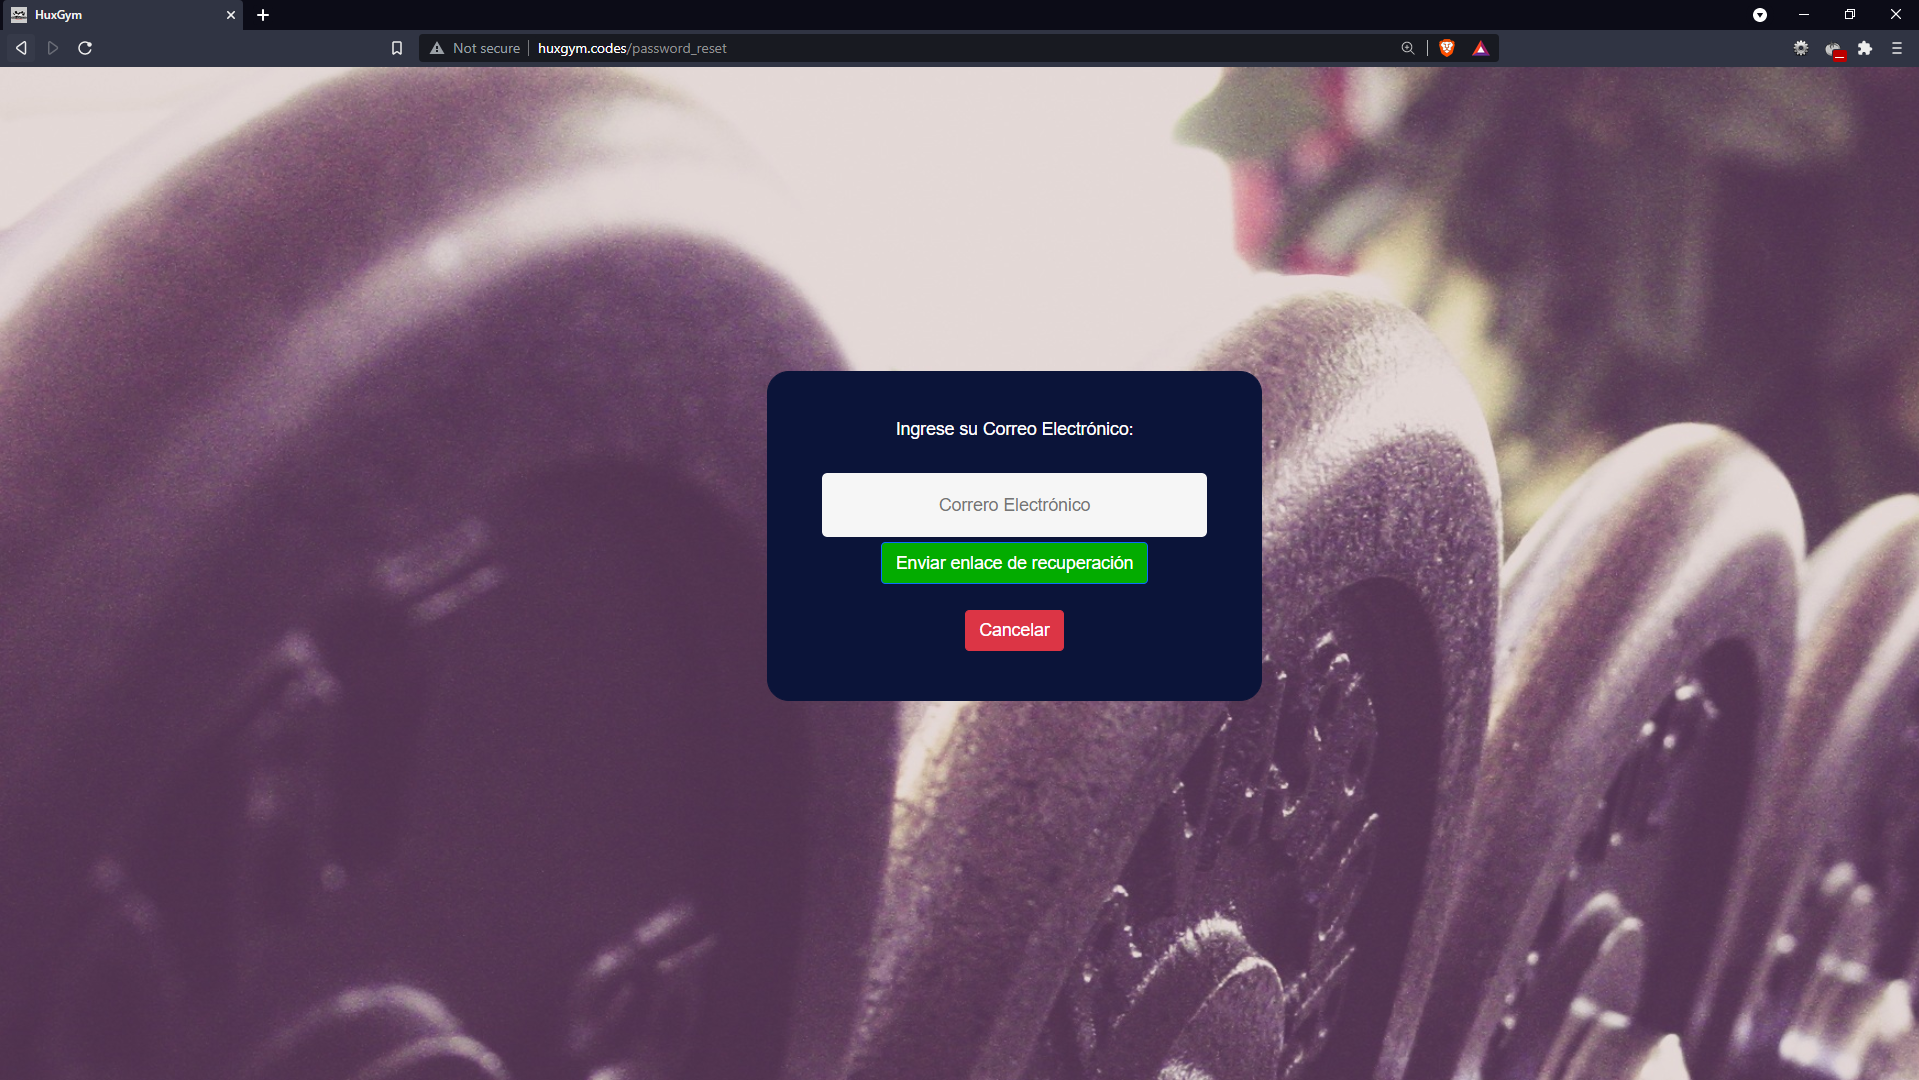 HuxGym
Not secure
huxgym.codes/password_reset
Ingrese su Correo Electrónico:
Correro Electrónico
Enviar enlace de recuperación
Cancelar